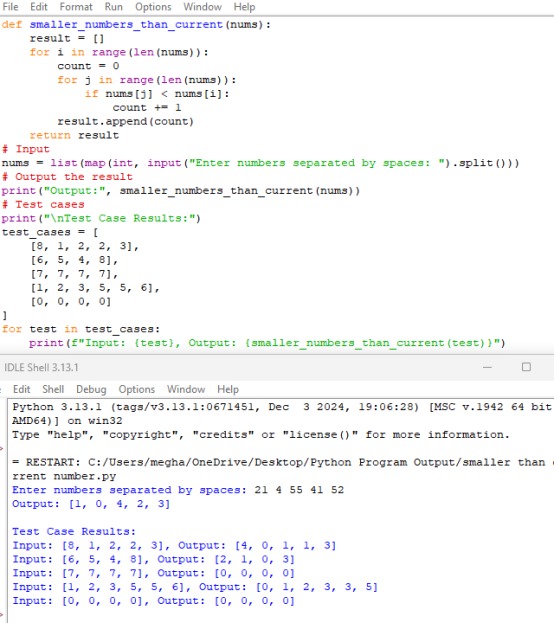 File Edit Format Run Options Window Help
def smaller_numbers_than_current(nums):
    result = []
    for i in range(len(nums)):
        count = 0
        for j in range(len(nums)):
            if nums[j] < nums[i]:
                count += 1
        result.append(count)
    return result
# Input
nums = list(map(int, input("Enter numbers separated by spaces: ").split()))
# Output the result
print("Output:", smaller_numbers_than_current(nums))
# Test cases
print("\nTest Case Results:")
test_cases = [
    [8, 1, 2, 2, 3],
    [6, 5, 4, 8],
    [7, 7, 7, 7],
    [1, 2, 3, 5, 5, 6],
    [0, 0, 0, 0]
]
for test in test_cases:
    print(f"Input: {test}, Output: {smaller_numbers_than_current(test)}")
IDLE Shell 3.13.1
Edit Shell Debug Options Window Help
Python 3.13.1 (tags/v3.13.1:0671451, Dec  3 2024, 19:06:28) [MSC v.1942 64 bit
AMD64)] on win32
Type "help", "copyright", "credits" or "license()" for more information.
= RESTART: C:/Users/megha/OneDrive/Desktop/Python Program Output/smaller than
rrent number.py
Enter numbers separated by spaces: 21 4 55 41 52
Output: [1, 0, 4, 2, 3]
Test Case Results:
Input: [8, 1, 2, 2, 3], Output: [4, 0, 1, 1, 3]
Input: [6, 5, 4, 8], Output: [2, 1, 0, 3]
Input: [7, 7, 7, 7], Output: [0, 0, 0, 0]
Input: [1, 2, 3, 5, 5, 6], Output: [0, 1, 2, 3, 3, 5]
Input: [0, 0, 0, 0], Output: [0, 0, 0, 0]